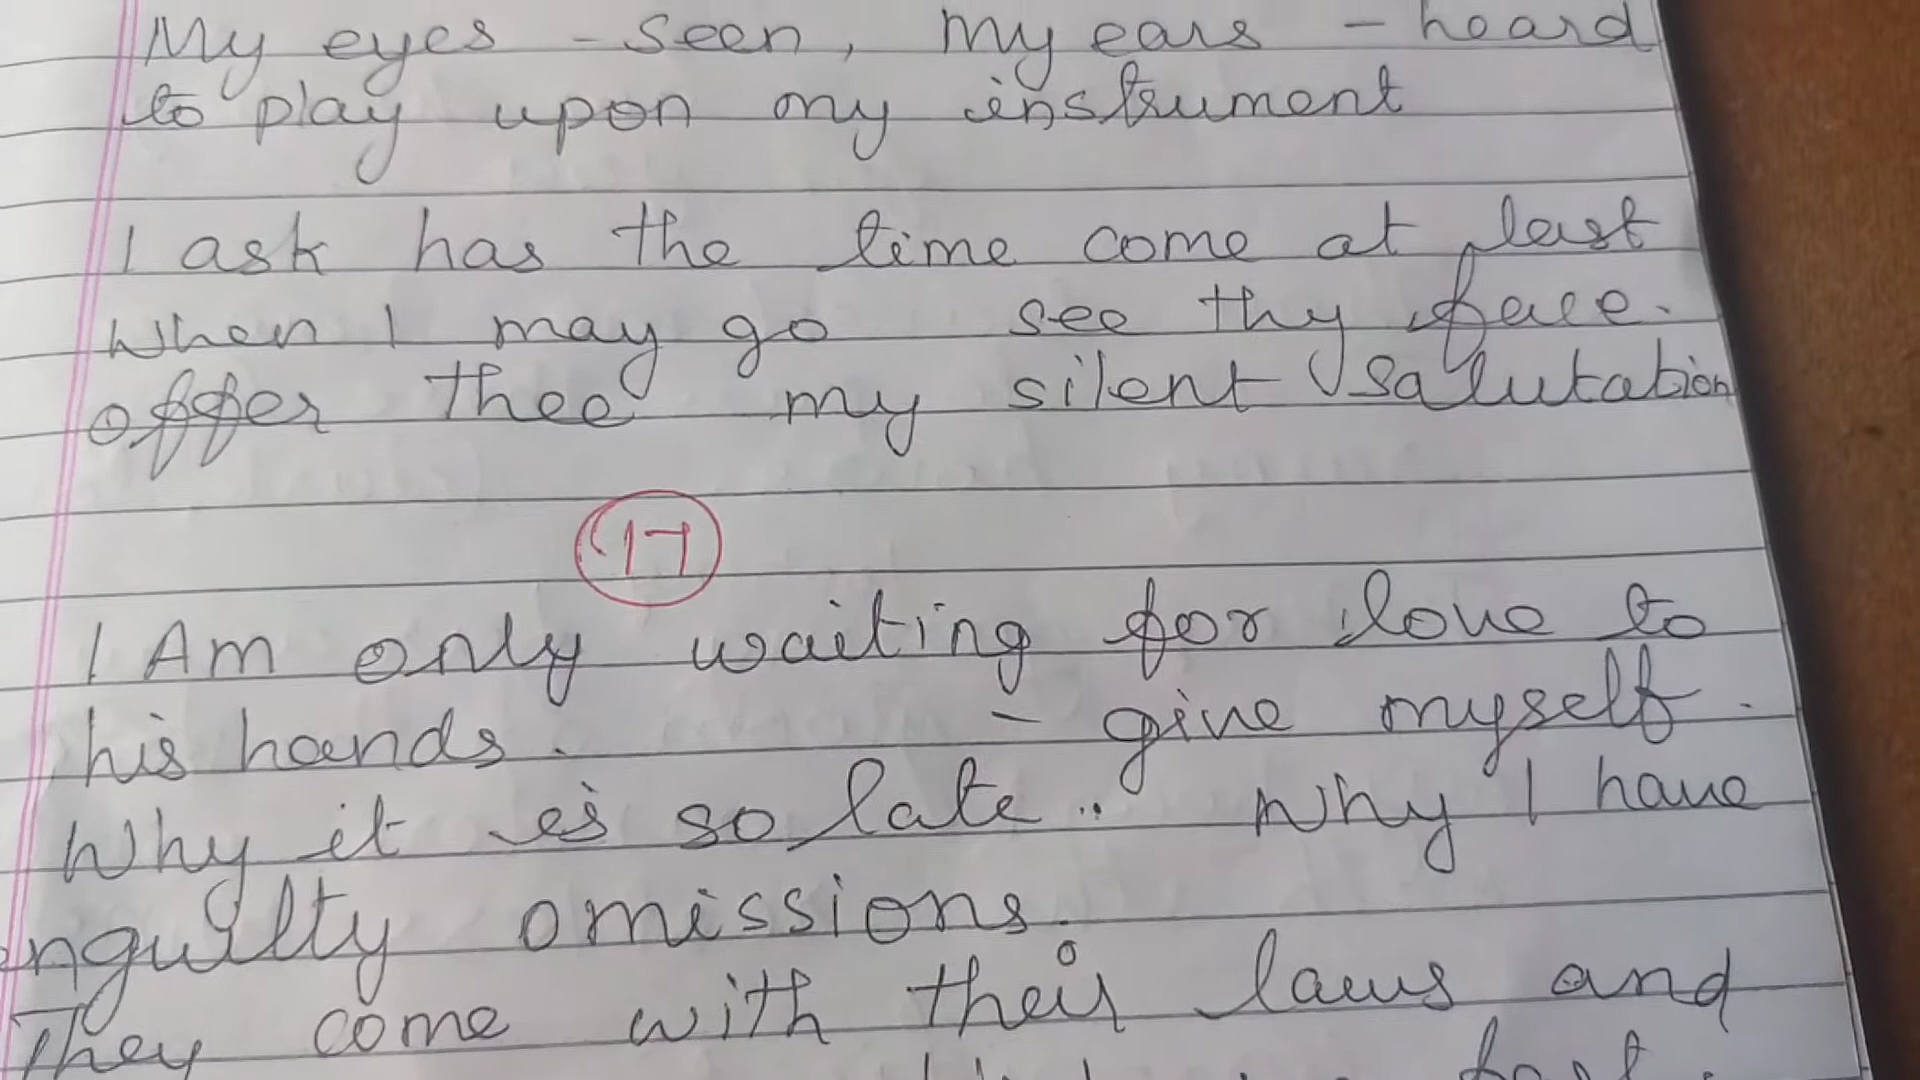 My eyes - seen, my ears - heard
to play upon my instrument
I ask has the time come at last
When I may go see thy face.
offer thee my silent salutation
17
I Am only waiting for love to
his hands. - give myself.
Why it is so late.. Why I have
guilty omissions.
They come with their laws and